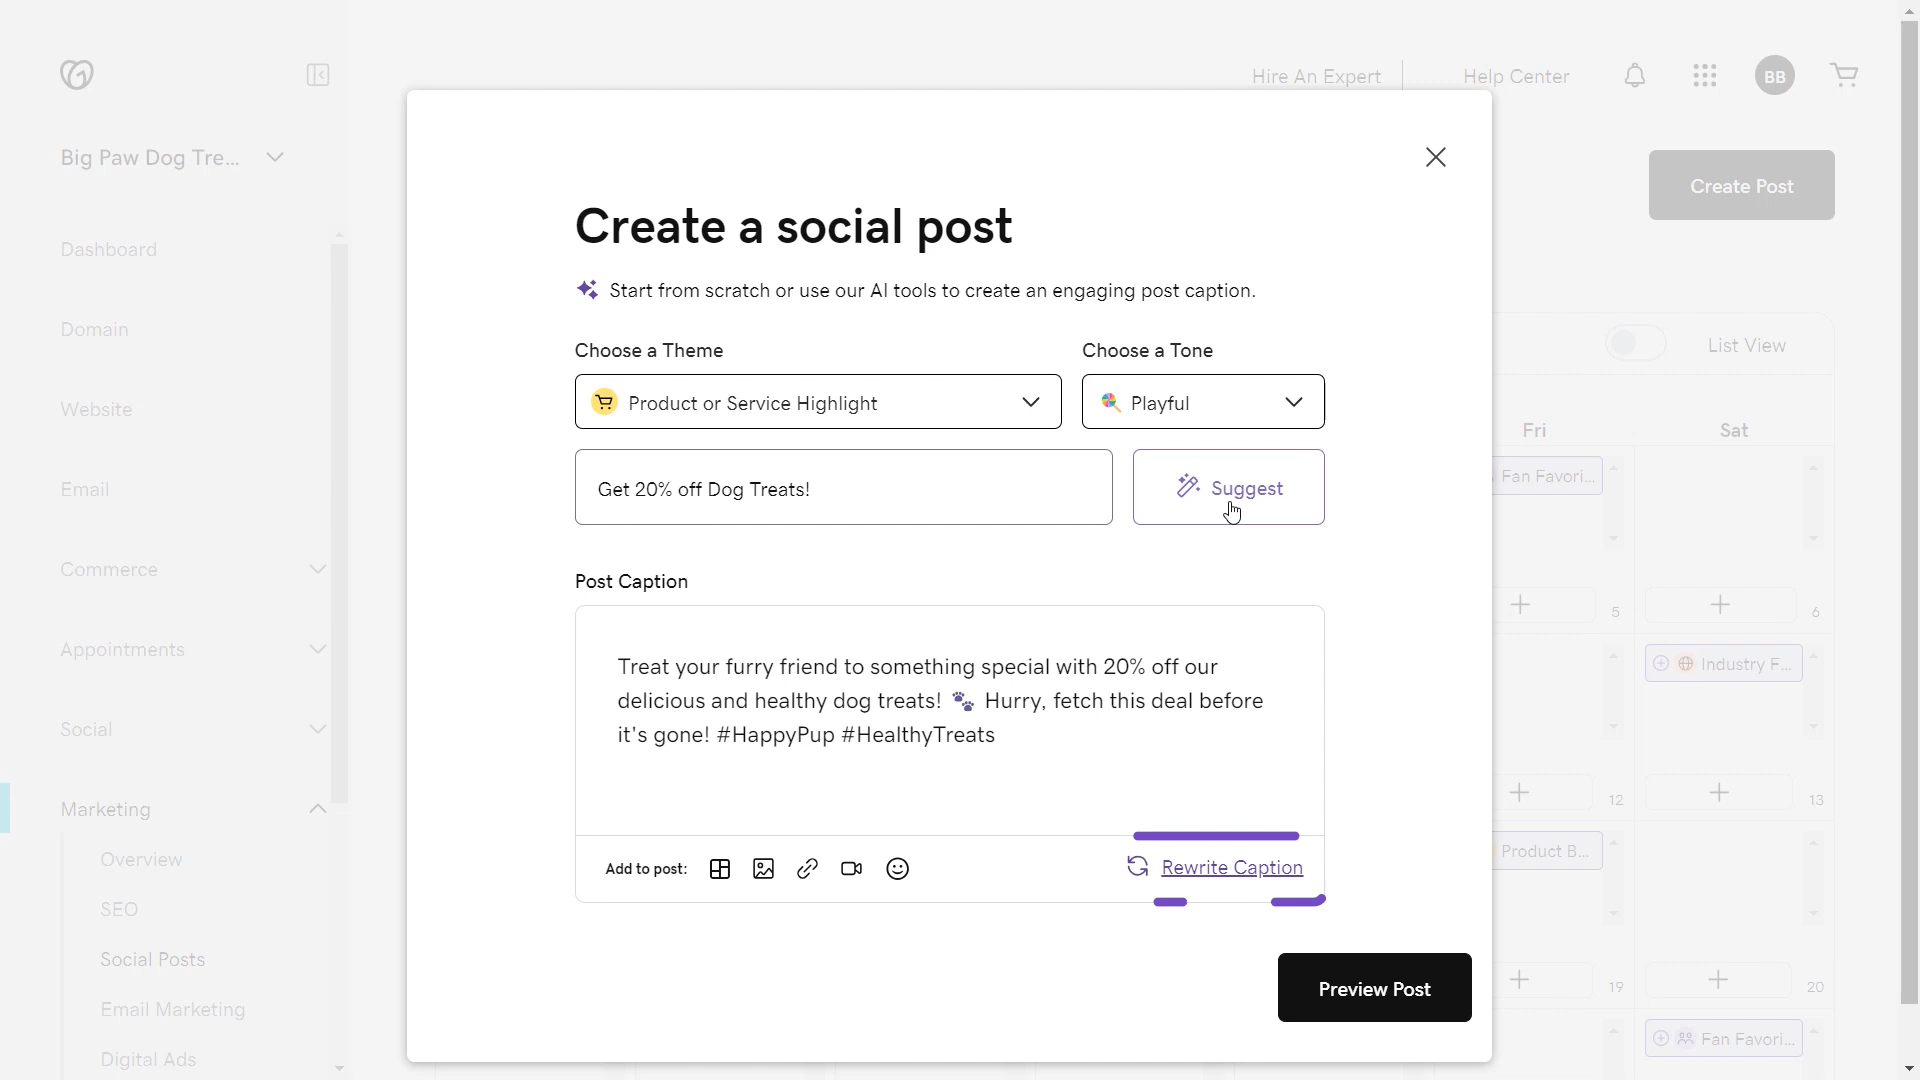 Hire An Expert
Help Center
BB
Big Paw Dog Tre...
Create Post
Dashboard
Domain
Website
Email
Commerce
Appointments
Social
Marketing
Overview
SEO
Social Posts
Email Marketing
Digital Ads
Create a social post
Start from scratch or use our AI tools to create an engaging post caption.
Choose a Theme
Choose a Tone
Product or Service Highlight
Playful
Get 20% off Dog Treats!
Suggest
Post Caption
Treat your furry friend to something special with 20% off our
delicious and healthy dog treats! 🐾 Hurry, fetch this deal before
it's gone! #HappyPup #HealthyTreats
Add to post:
Rewrite Caption
Preview Post
List View
Fri
Sat
Fan Favori...
5
6
Industry F...
12
13
Product B...
19
20
Fan Favori...